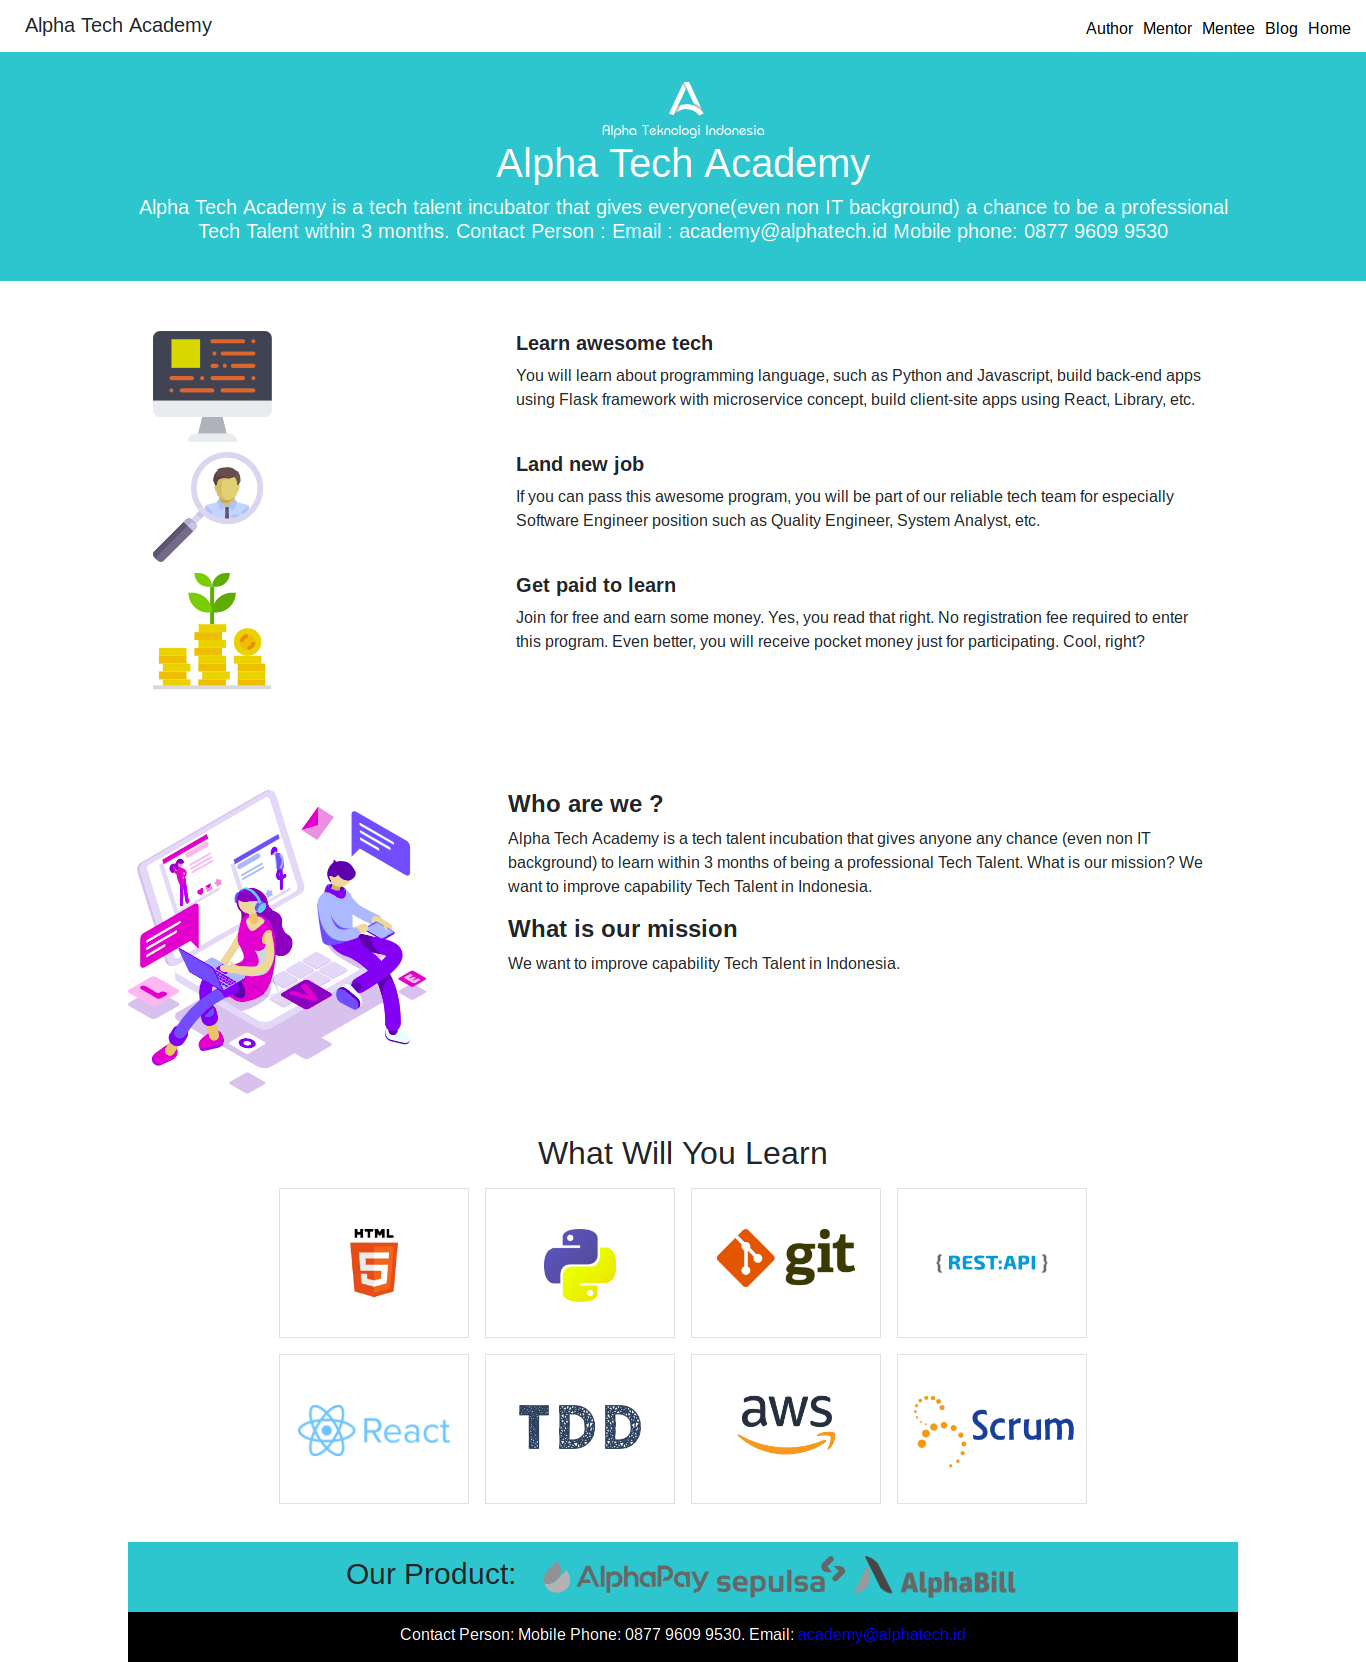 Alpha Tech Academy
Author Mentor Mentee Blog Home
Alpha Teknologi Indonesia
Alpha Tech Academy
Alpha Tech Academy is a tech talent incubator that gives everyone(even non IT background) a chance to be a professional
Tech Talent within 3 months. Contact Person : Email : academy@alphatech.id Mobile phone: 0877 9609 9530
Learn awesome tech
You will learn about programming language, such as Python and Javascript, build back-end apps
using Flask framework with microservice concept, build client-site apps using React, Library, etc.
Land new job
If you can pass this awesome program, you will be part of our reliable tech team for especially
Software Engineer position such as Quality Engineer, System Analyst, etc.
Get paid to learn
Join for free and earn some money. Yes, you read that right. No registration fee required to enter
this program. Even better, you will receive pocket money just for participating. Cool, right?
Who are we ?
Alpha Tech Academy is a tech talent incubation that gives anyone any chance (even non IT
background) to learn within 3 months of being a professional Tech Talent. What is our mission? We
want to improve capability Tech Talent in Indonesia.
What is our mission
We want to improve capability Tech Talent in Indonesia.
L O V E
What Will You Learn
HTML 5
git
{ REST:API }
React
TDD
aws
Scrum
Our Product: AlphaPay sepulsa AlphaBill
Contact Person: Mobile Phone: 0877 9609 9530. Email: academy@alphatech.id